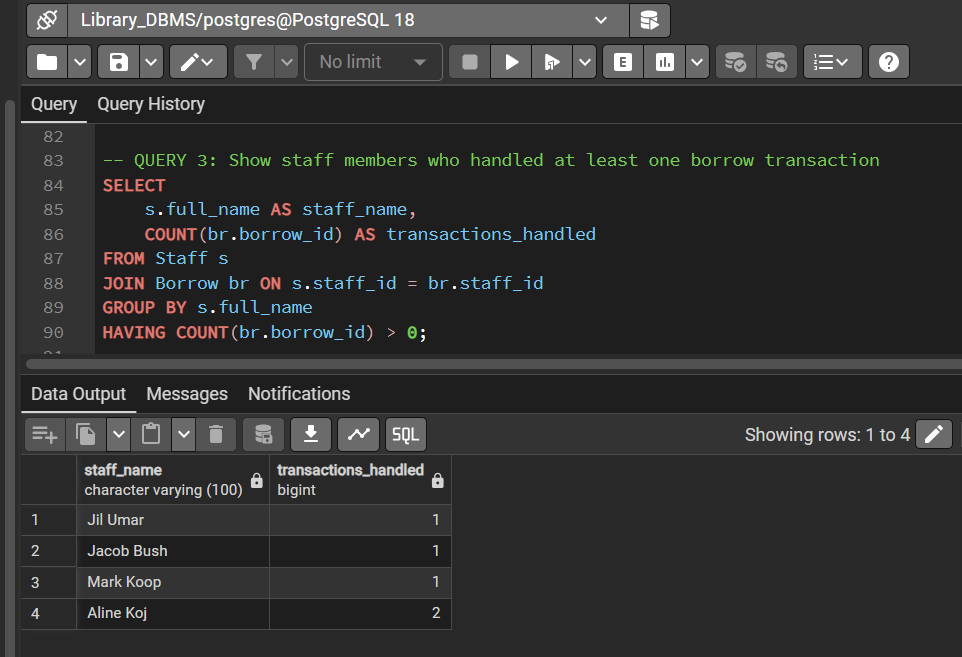 Library_DBMS/postgres@PostgreSQL 18
No limit
E
SQL
Query Query History
82
83 -- QUERY 3: Show staff members who handled at least one borrow transaction
84 SELECT
85 s.full_name AS staff_name,
86 COUNT(br.borrow_id) AS transactions_handled
87 FROM Staff s
88 JOIN Borrow br ON s.staff_id = br.staff_id
89 GROUP BY s.full_name
90 HAVING COUNT(br.borrow_id) > 0;
Data Output Messages Notifications
Showing rows: 1 to 4
staff_name transactions_handled
character varying (100) bigint
1 Jil Umar 1
2 Jacob Bush 1
3 Mark Koop 1
4 Aline Koj 2